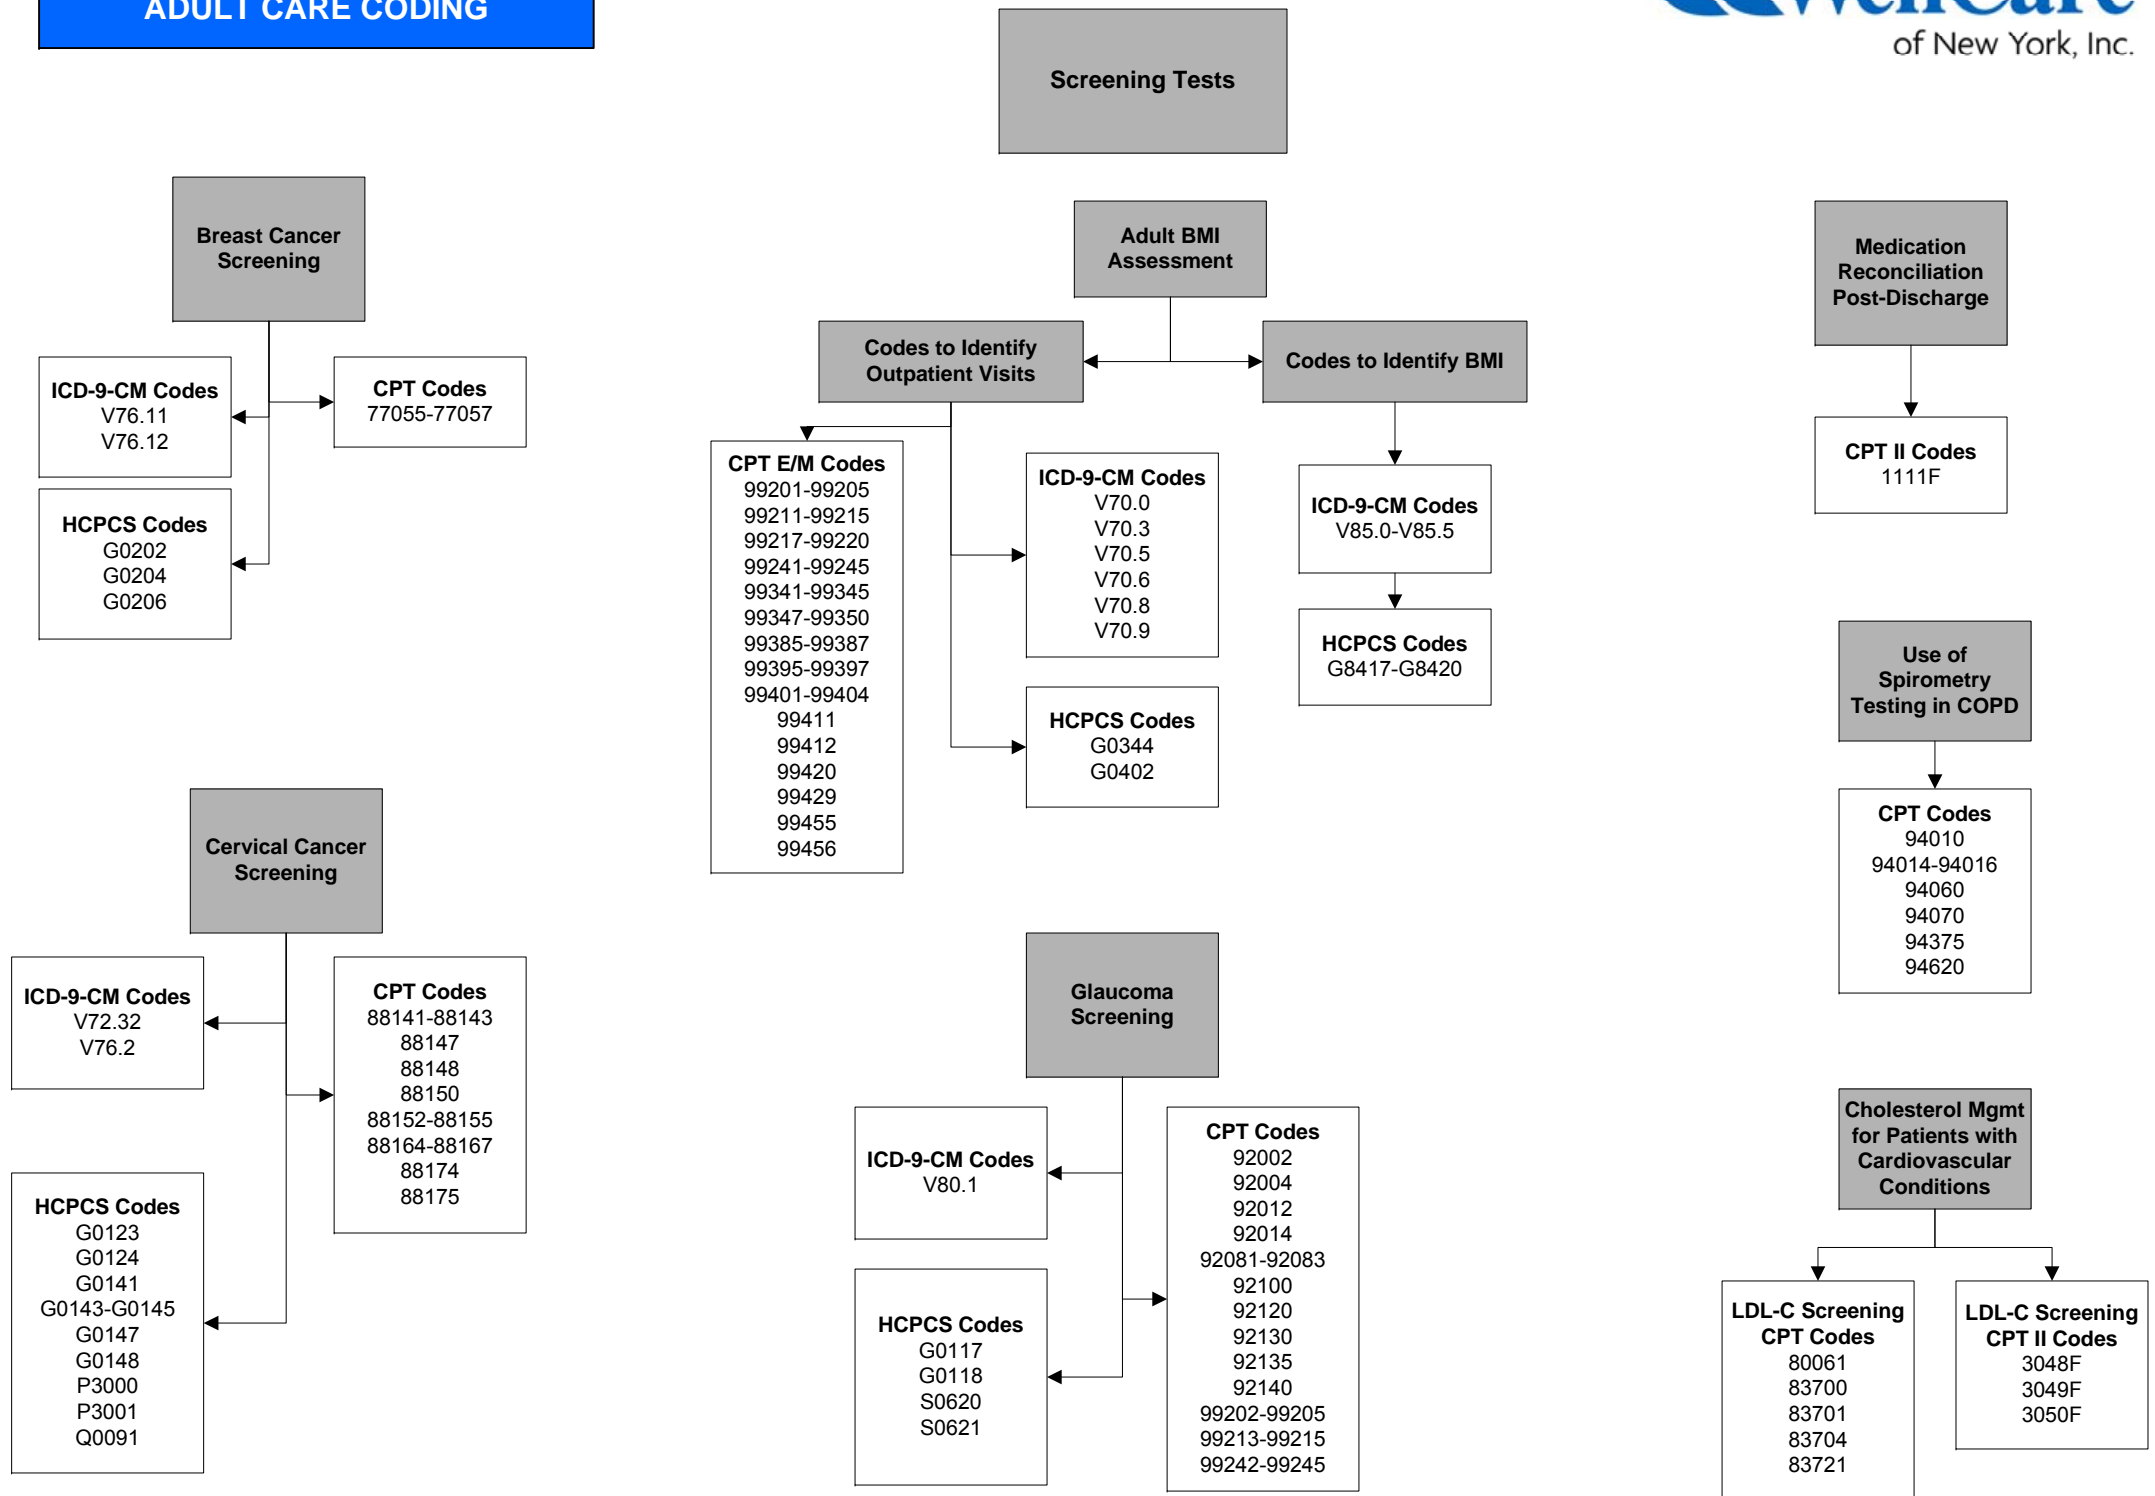 ADULT CARE CODING
WellCare
of New York, Inc.
Screening Tests
Breast Cancer
Screening
ICD-9-CM Codes
V76.11
V76.12
CPT Codes
77055-77057
HCPCS Codes
G0202
G0204
G0206
Adult BMI
Assessment
Codes to Identify
Outpatient Visits
Codes to Identify BMI
CPT E/M Codes
99201-99205
99211-99215
99217-99220
99241-99245
99341-99345
99347-99350
99385-99387
99395-99397
99401-99404
99411
99412
99420
99429
99455
99456
ICD-9-CM Codes
V70.0
V70.3
V70.5
V70.6
V70.8
V70.9
HCPCS Codes
G0344
G0402
ICD-9-CM Codes
V85.0-V85.5
HCPCS Codes
G8417-G8420
Medication
Reconciliation
Post-Discharge
CPT II Codes
1111F
Use of
Spirometry
Testing in COPD
CPT Codes
94010
94014-94016
94060
94070
94375
94620
Cervical Cancer
Screening
ICD-9-CM Codes
V72.32
V76.2
CPT Codes
88141-88143
88147
88148
88150
88152-88155
88164-88167
88174
88175
HCPCS Codes
G0123
G0124
G0141
G0143-G0145
G0147
G0148
P3000
P3001
Q0091
Glaucoma
Screening
ICD-9-CM Codes
V80.1
HCPCS Codes
G0117
G0118
S0620
S0621
CPT Codes
92002
92004
92012
92014
92081-92083
92100
92120
92130
92135
92140
99202-99205
99213-99215
99242-99245
Cholesterol Mgmt
for Patients with
Cardiovascular
Conditions
LDL-C Screening
CPT Codes
80061
83700
83701
83704
83721
LDL-C Screening
CPT II Codes
3048F
3049F
3050F